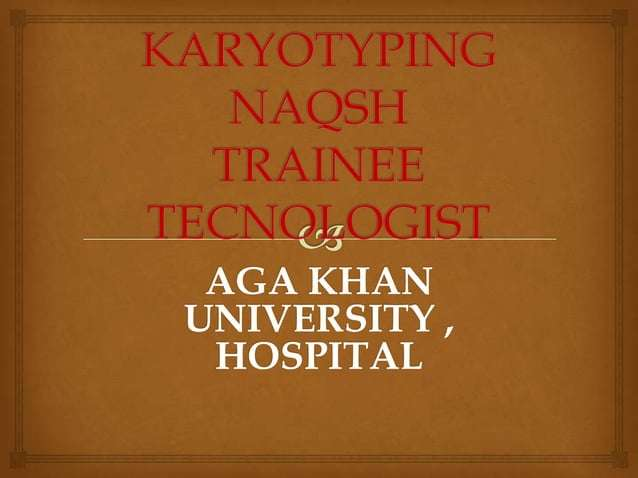 KARYOTYPING
NAQSH
TRAINEE
TECNOLOGIST
AGA KHAN
UNIVERSITY ,
HOSPITAL